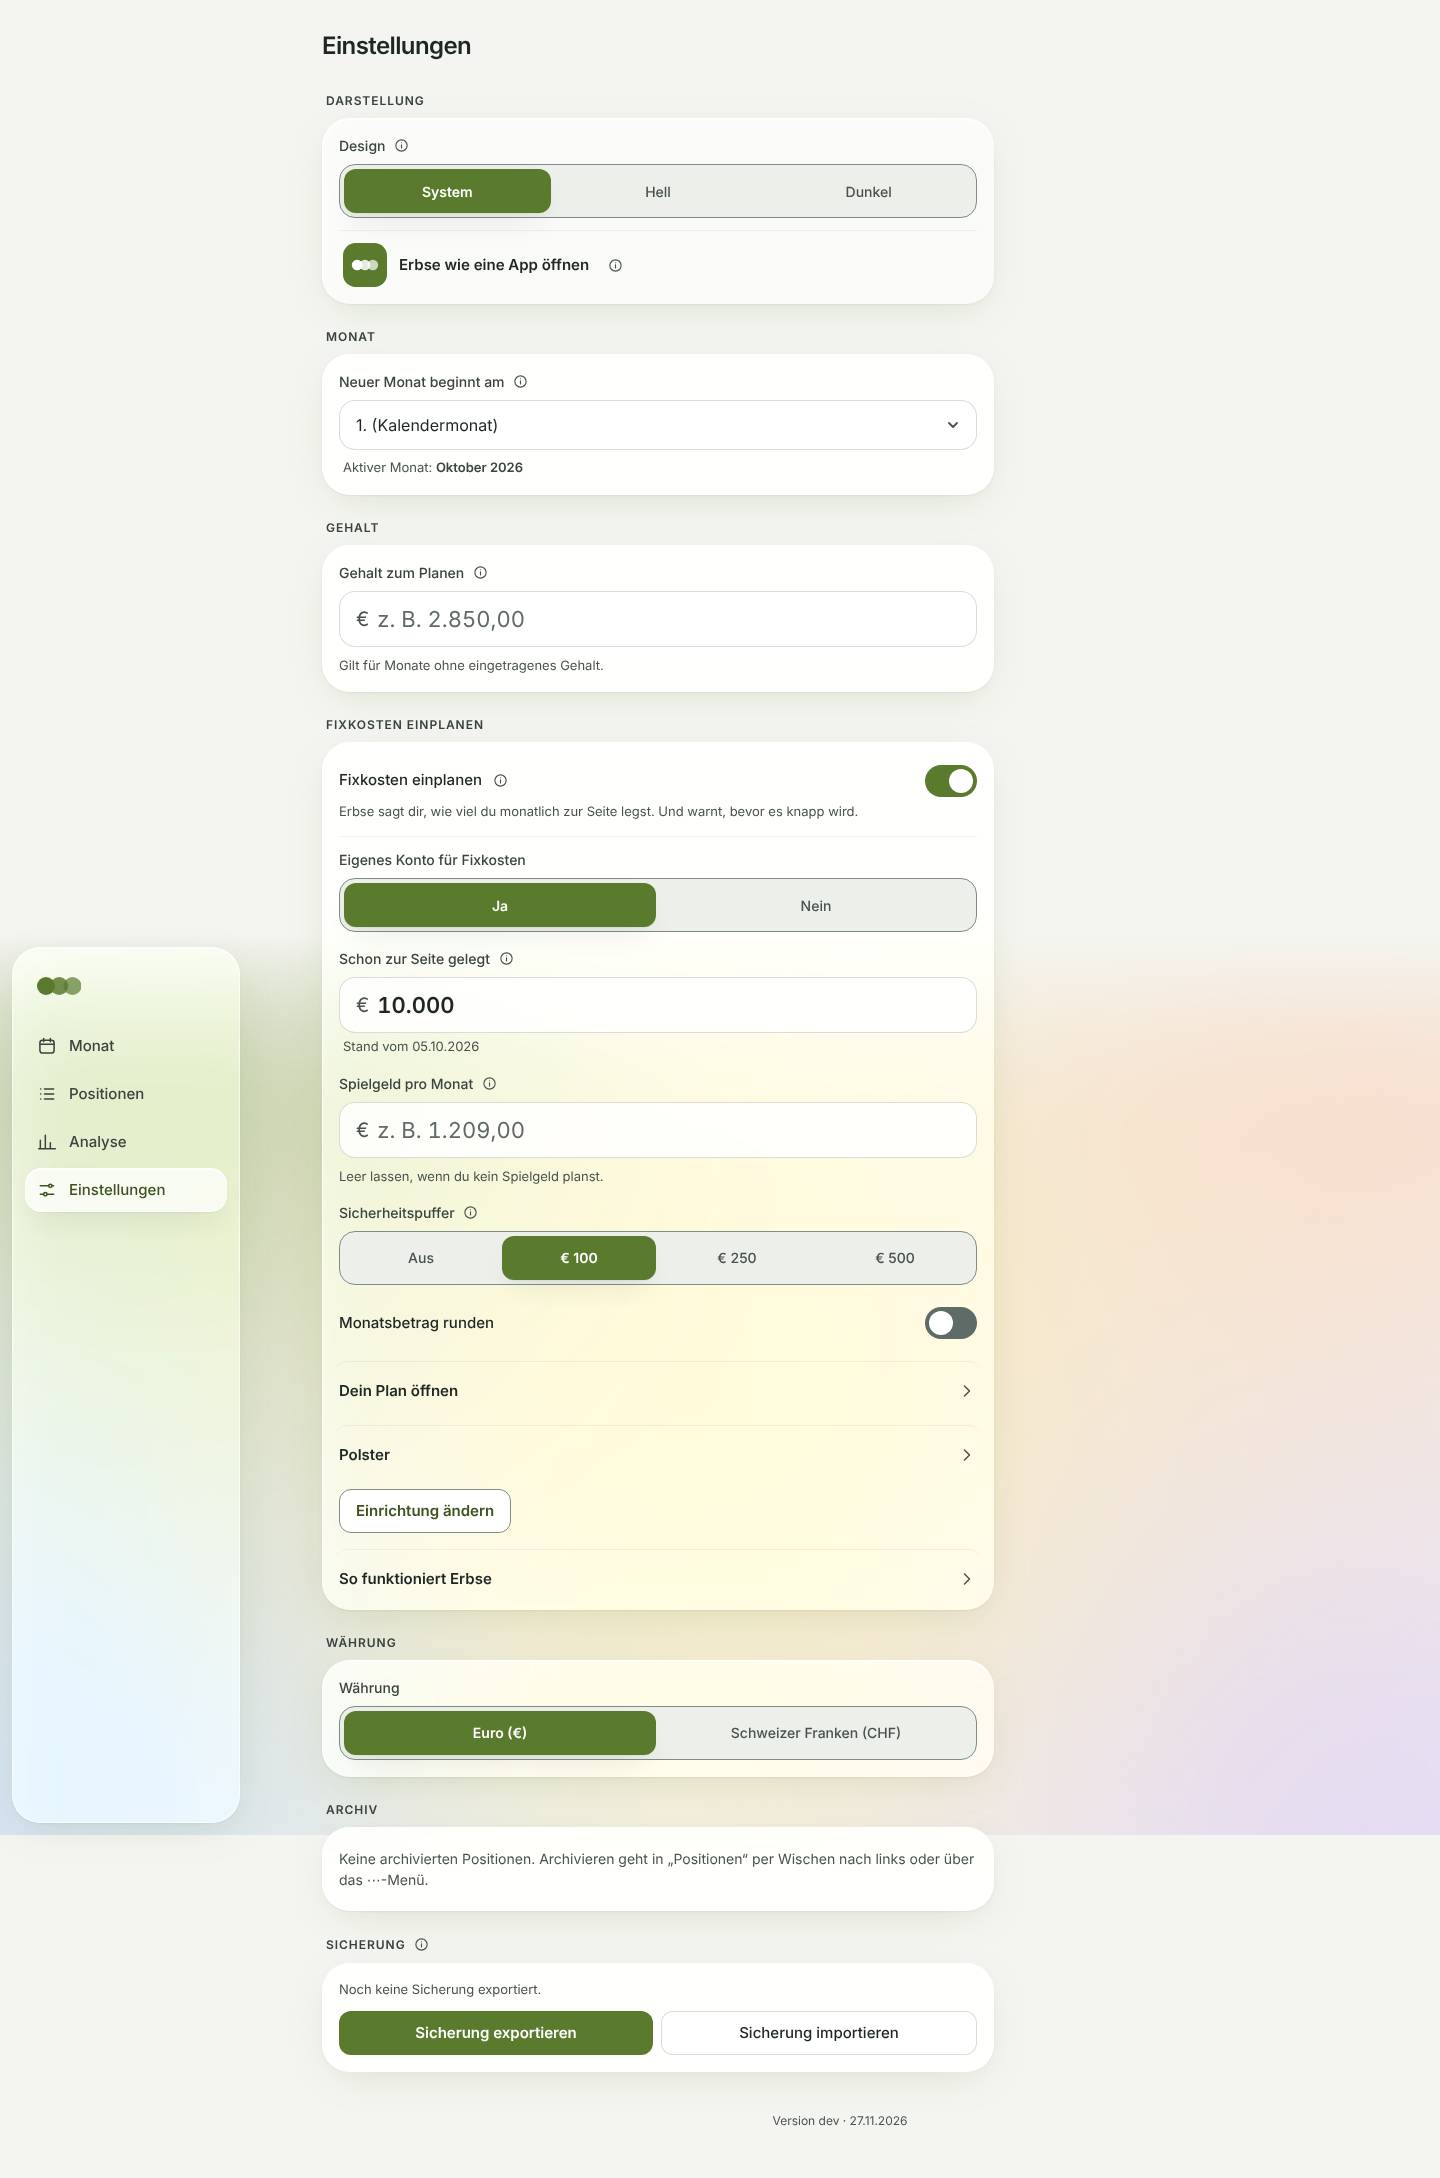 Einstellungen
DARSTELLUNG
Design
System
Hell
Dunkel
Erbse wie eine App öffnen
MONAT
Neuer Monat beginnt am
1. (Kalendermonat)
Aktiver Monat: Oktober 2026
GEHALT
Gehalt zum Planen
€ z. B. 2.850,00
Gilt für Monate ohne eingetragenes Gehalt.
FIXKOSTEN EINPLANEN
Fixkosten einplanen
Erbse sagt dir, wie viel du monatlich zur Seite legst. Und warnt, bevor es knapp wird.
Eigenes Konto für Fixkosten
Ja
Nein
Schon zur Seite gelegt
€ 10.000
Stand vom 05.10.2026
Spielgeld pro Monat
€ z. B. 1.209,00
Leer lassen, wenn du kein Spielgeld planst.
Sicherheitspuffer
Aus
€ 100
€ 250
€ 500
Monatsbetrag runden
Dein Plan öffnen
Polster
Einrichtung ändern
So funktioniert Erbse
WÄHRUNG
Währung
Euro (€)
Schweizer Franken (CHF)
ARCHIV
Keine archivierten Positionen. Archivieren geht in „Positionen“ per Wischen nach links oder über
das ···-Menü.
SICHERUNG
Noch keine Sicherung exportiert.
Sicherung exportieren
Sicherung importieren
Version dev · 27.11.2026
Monat
Positionen
Analyse
Einstellungen